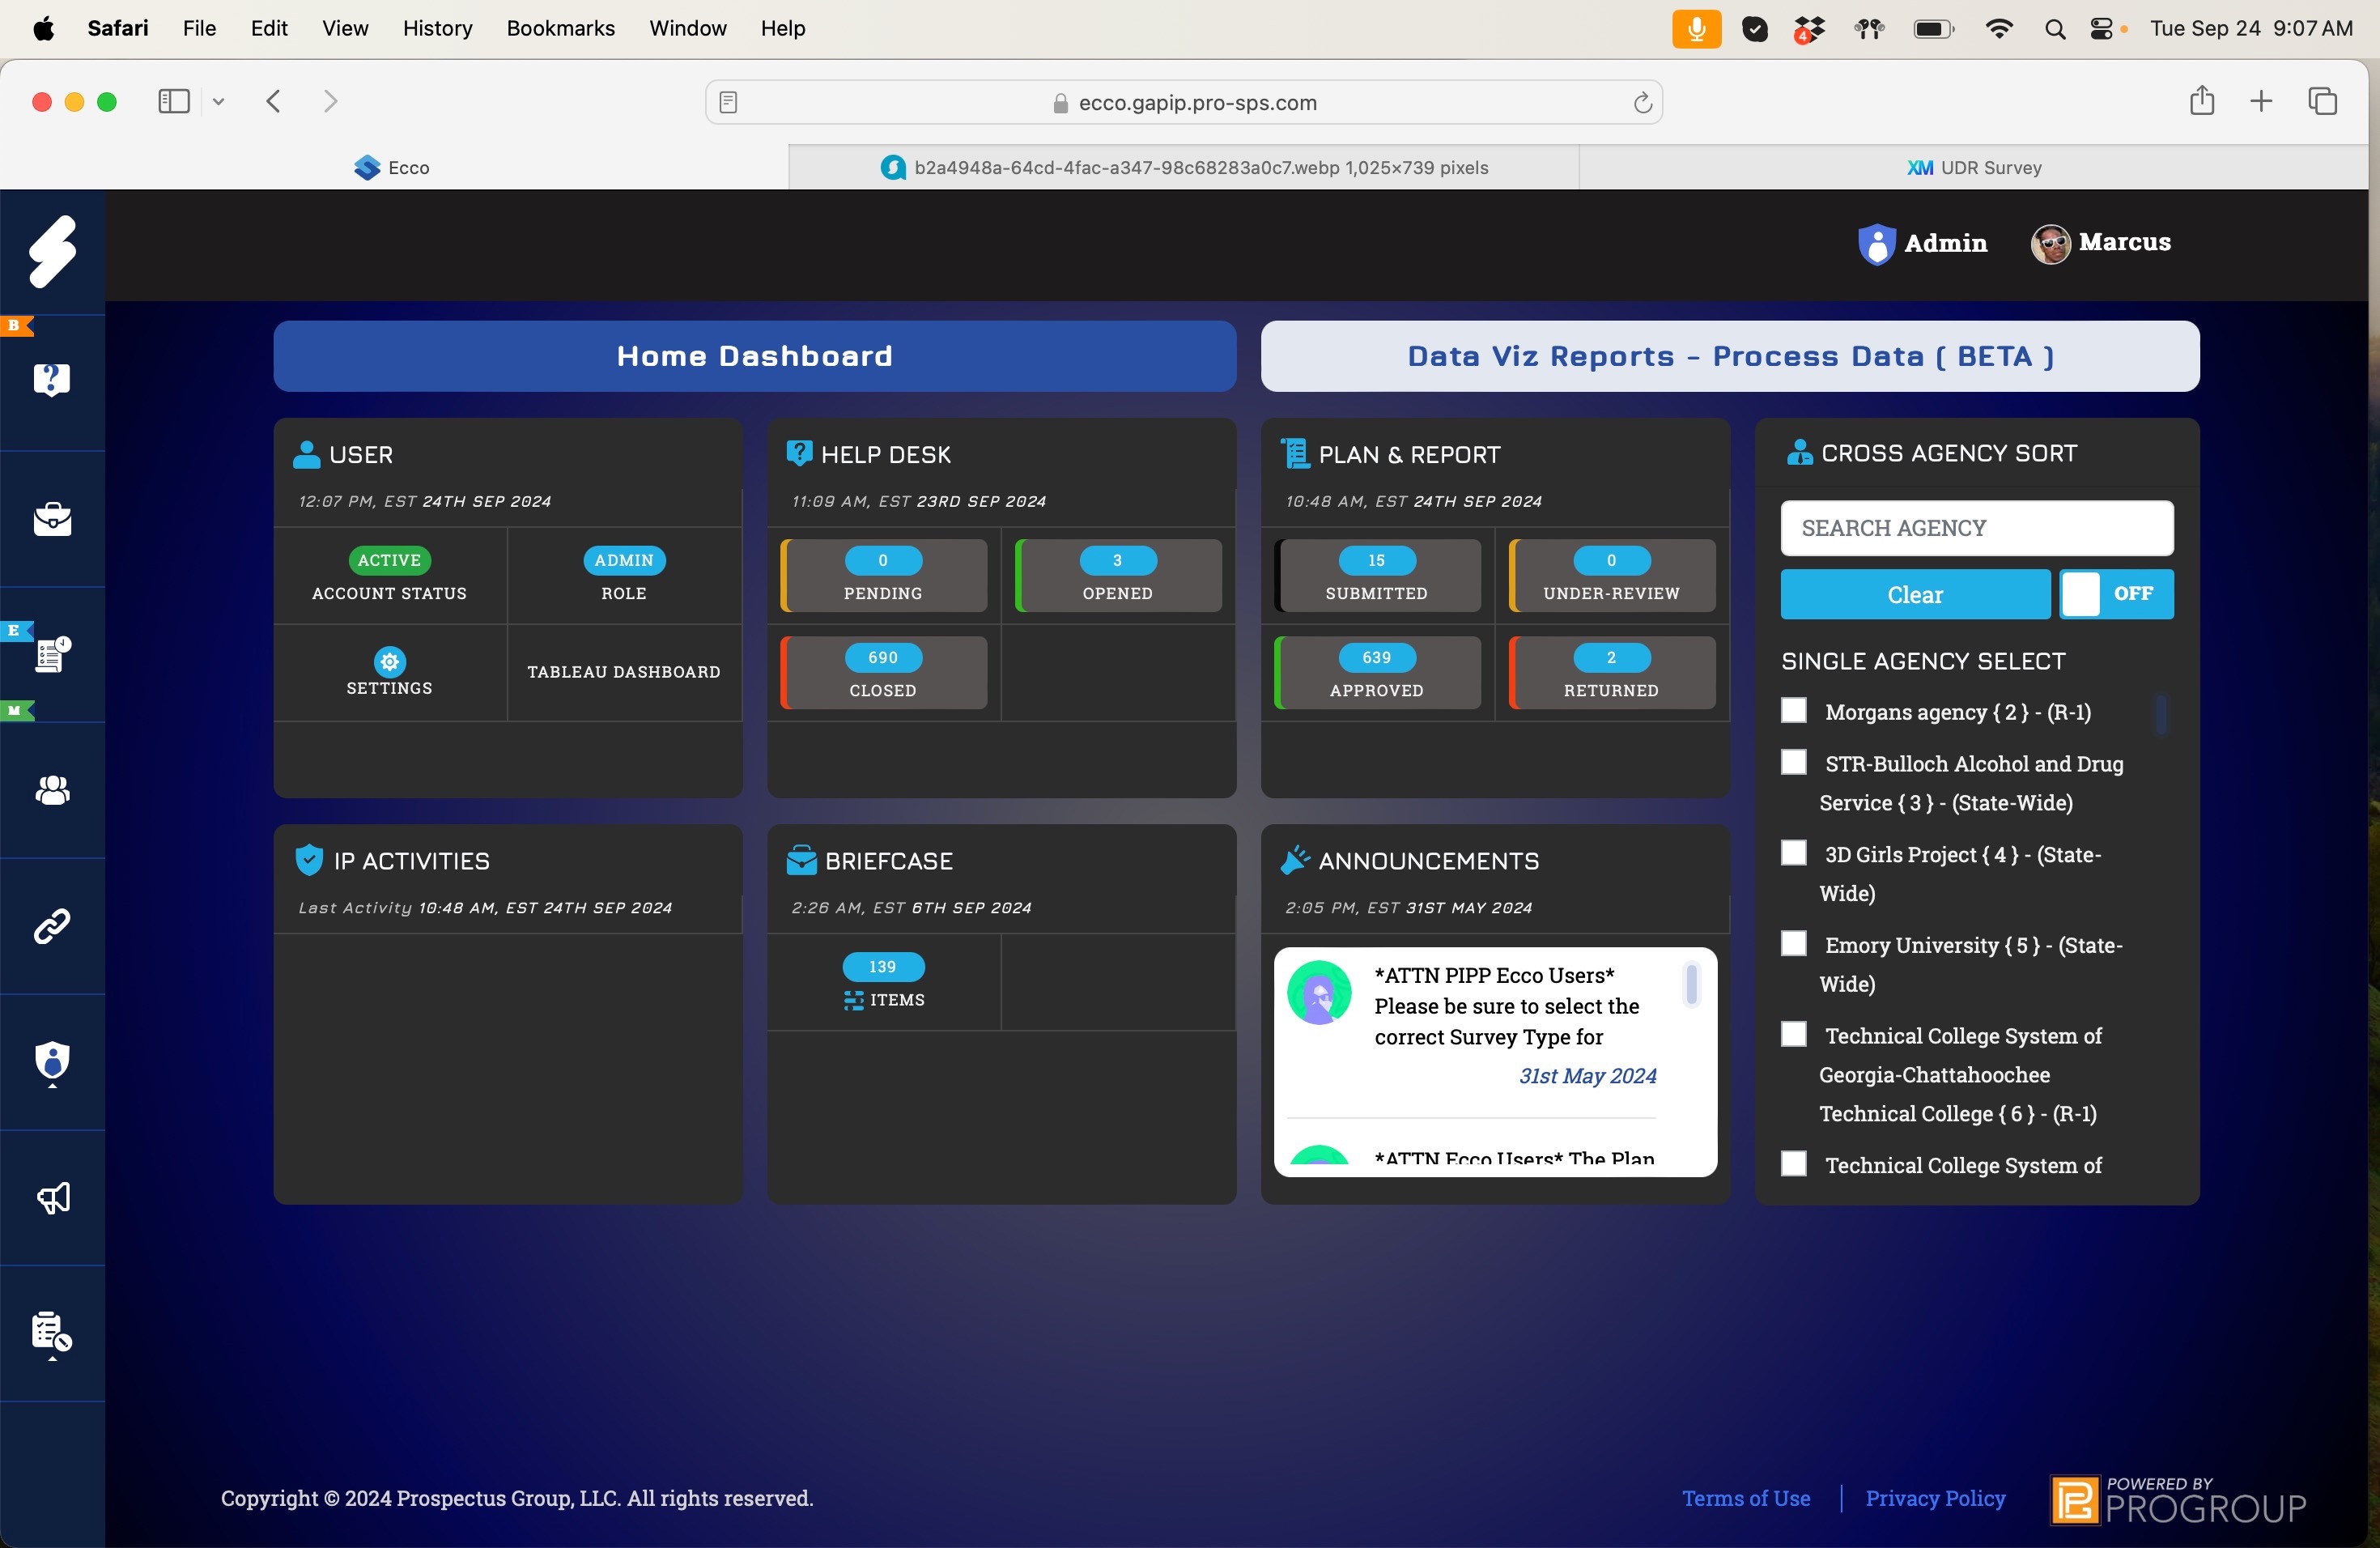 Safari File Edit View History Bookmarks Window Help 4 Tue Sep 24 9:07 AM
ecco.gapip.pro-sps.com
Ecco b2a4948a-64cd-4fac-a347-98c68283a0c7.webp 1,025×739 pixels XM UDR Survey
Admin Marcus
B
E
M
Home Dashboard
Data Viz Reports - Process Data ( BETA )
USER
12:07 PM, EST 24TH SEP 2024
ACTIVE
ACCOUNT STATUS
ADMIN
ROLE
SETTINGS
TABLEAU DASHBOARD
HELP DESK
11:09 AM, EST 23RD SEP 2024
0
PENDING
3
OPENED
690
CLOSED
PLAN & REPORT
10:48 AM, EST 24TH SEP 2024
15
SUBMITTED
0
UNDER-REVIEW
639
APPROVED
2
RETURNED
CROSS AGENCY SORT
SEARCH AGENCY
Clear
OFF
SINGLE AGENCY SELECT
Morgans agency { 2 } - (R-1)
STR-Bulloch Alcohol and Drug
Service { 3 } - (State-Wide)
3D Girls Project { 4 } - (State-
Wide)
Emory University { 5 } - (State-
Wide)
Technical College System of
Georgia-Chattahoochee
Technical College { 6 } - (R-1)
Technical College System of
IP ACTIVITIES
Last Activity 10:48 AM, EST 24TH SEP 2024
BRIEFCASE
2:26 AM, EST 6TH SEP 2024
139
ITEMS
ANNOUNCEMENTS
2:05 PM, EST 31ST MAY 2024
*ATTN PIPP Ecco Users*
Please be sure to select the
correct Survey Type for
31st May 2024
*ATTN Ecco Users* The Plan
Copyright © 2024 Prospectus Group, LLC. All rights reserved.
Terms of Use
Privacy Policy
POWERED BY
PROGROUP